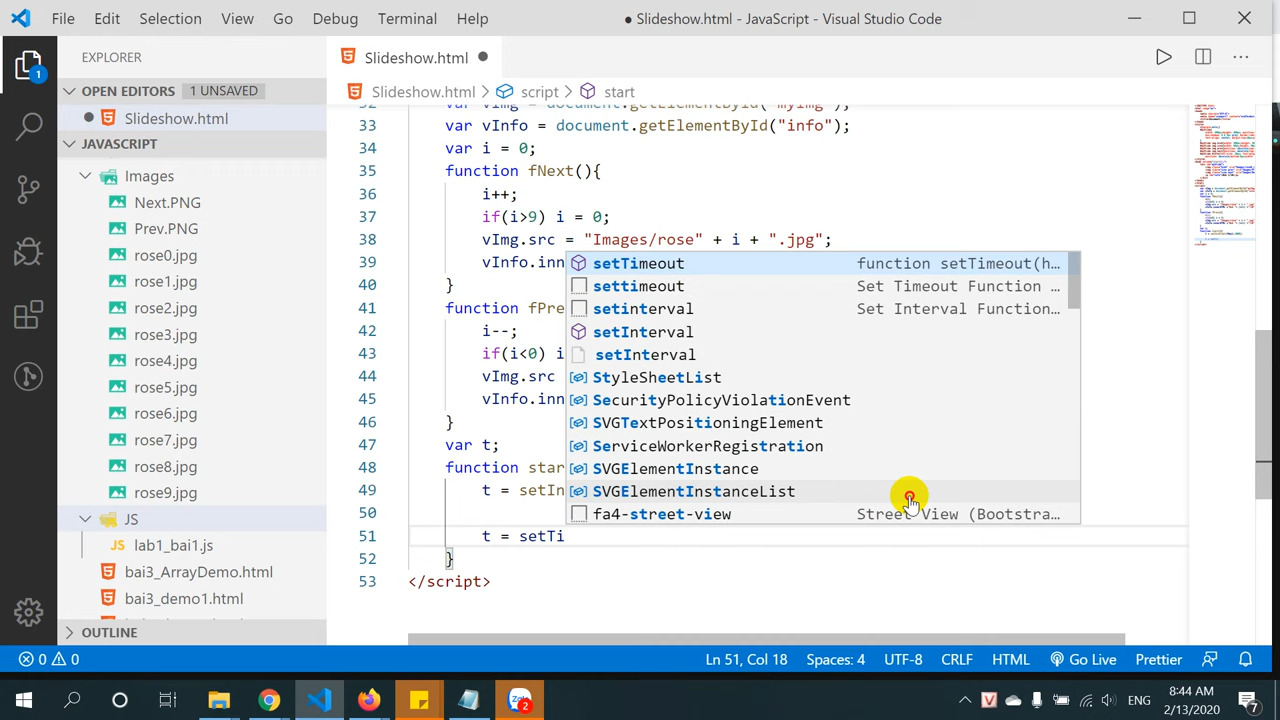 File Edit Selection View Go Debug Terminal Help ● Slideshow.html - JavaScript - Visual Studio Code
EXPLORER
Slideshow.html
OPEN EDITORS 1 UNSAVED
Slideshow.html > script > start
Slideshow.html
JAVASCRIPT
Images
Next.PNG
Prev.PNG
rose0.jpg
rose1.jpg
rose2.jpg
rose3.jpg
rose4.jpg
rose5.jpg
rose6.jpg
rose7.jpg
rose8.jpg
rose9.jpg
JS
lab1_bai1.js
bai3_ArrayDemo.html
bai3_demo1.html
OUTLINE
32 var vImg = document.getElementById("myImg");
33 var vInfo = document.getElementById("info");
34 var i = 0;
35 function fNext(){
36 i++;
37 if(i>9) i = 0;
38 vImg.src = "Images/rose" + i + ".jpg";
39 vInfo.inn
40 }
41 function fPre
42 i--;
43 if(i<0) i
44 vImg.src
45 vInfo.inn
46 }
47 var t;
48 function star
49 t = setIn
50
51 t = setTi
52 }
53 </script>
setTimeout function setTimeout(h…
settimeout Set Timeout Function …
setinterval Set Interval Function…
setInterval
setInterval
StyleSheetList
SecurityPolicyViolationEvent
SVGTextPositioningElement
ServiceWorkerRegistration
SVGElementInstance
SVGElementInstanceList
fa4-street-view Street View (Bootstra…
0 0 Ln 51, Col 18 Spaces: 4 UTF-8 CRLF HTML Go Live Prettier
ENG 8:44 AM
2/13/2020